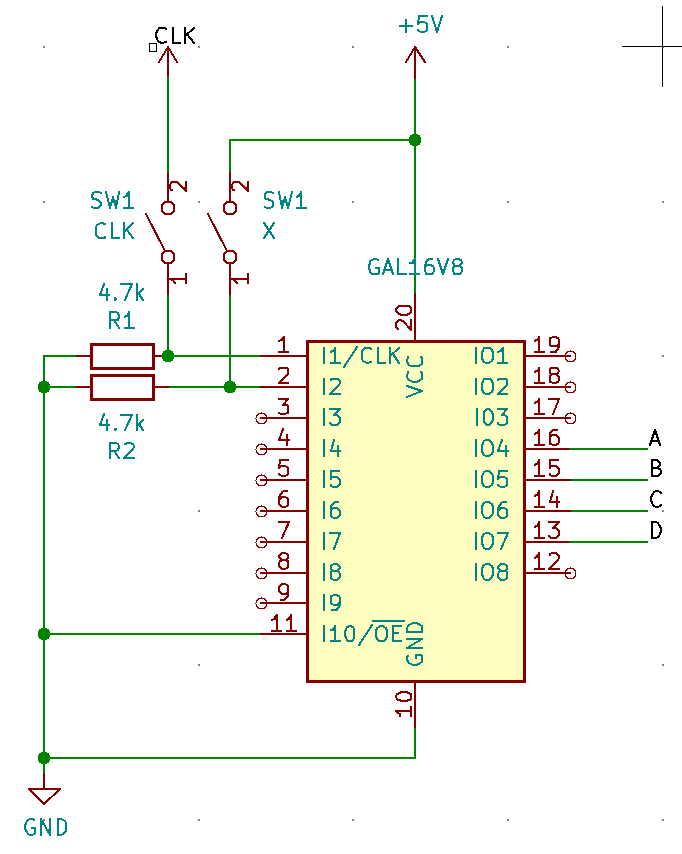 CLK
+5V
SW1
CLK
2
2
SW1
X
1
1
GAL16V8
4.7k
R1
20
VCC
1
I1/CLK
IO1
19
2
I2
IO2
18
3
I3
I03
17
4.7k
R2
4
I4
IO4
16
A
5
I5
IO5
15
B
6
I6
IO6
14
C
7
I7
IO7
13
D
8
I8
IO8
12
9
I9
11
I10/OE
GND
10
GND